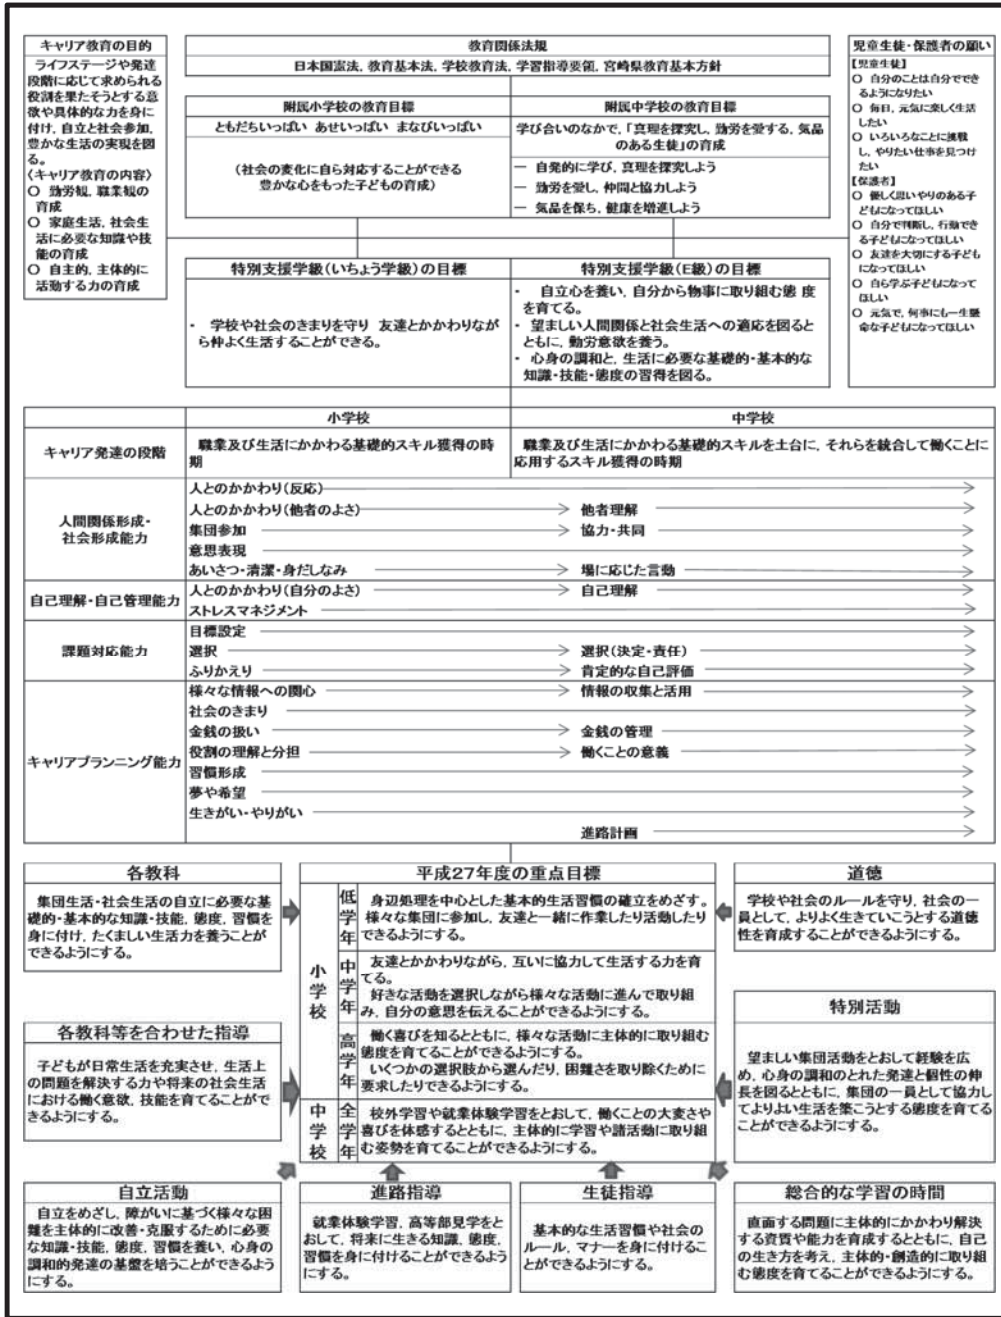 キャリア教育の目的
ライフステージや発達
段階に応じて求められる
役割を果たそうとする意
欲や具体的な力を身に
付け，自立と社会参加，
豊かな生活の実現を図
る。
〈キャリア教育の内容〉
○ 勤労観，職業観の
育成
○ 家庭生活，社会生
活に必要な知識や技
能の育成
○ 自主的，主体的に
活動する力の育成
教育関係法規
日本国憲法，教育基本法，学校教育法，学習指導要領，宮崎県教育基本方針
附属小学校の教育目標
ともだちいっぱい あせいっぱい まなびいっぱい
（社会の変化に自ら対応することができる
豊かな心をもった子どもの育成）
附属中学校の教育目標
学び合いのなかで，「真理を探究し，勤労を愛する，気品
のある生徒」の育成
― 自発的に学び，真理を探究しよう
― 勤労を愛し，仲間と協力しよう
― 気品を保ち，健康を増進しよう
児童生徒・保護者の願い
【児童生徒】
○ 自分のことは自分ででき
るようになりたい
○ 毎日，元気に楽しく生活
したい
○ いろいろなことに挑戦
し，やりたい仕事を見つけ
たい
【保護者】
○ 優しく思いやりのある子
どもになってほしい
○ 自分で判断し，行動でき
る子どもになってほしい
○ 友達を大切にする子ども
になってほしい
○ 自ら学ぶ子どもになって
ほしい
○ 元気で，何事にも一生懸
命な子どもになってほしい
特別支援学級（いちょう学級）の目標
・ 学校や社会のきまりを守り 友達とかかわりなが
ら仲よく生活することができる。
特別支援学級（E級）の目標
・ 自立心を養い，自分から物事に取り組む態 度
を育てる。
・ 望ましい人間関係と社会生活への適応を図ると
ともに，勤労意欲を養う。
・ 心身の調和と，生活に必要な基礎的・基本的な
知識・技能・態度の習得を図る。
小学校
中学校
キャリア発達の段階
職業及び生活にかかわる基礎的スキル獲得の時
期
職業及び生活にかかわる基礎的スキルを土台に，それらを統合して働くことに
応用するスキル獲得の時期
人間関係形成・
社会形成能力
人とのかかわり（反応）
人とのかかわり（他者のよさ）
他者理解
集団参加
協力・共同
意思表現
あいさつ・清潔・身だしなみ
場に応じた言動
自己理解・自己管理能力
人とのかかわり（自分のよさ）
自己理解
ストレスマネジメント
課題対応能力
目標設定
選択
選択（決定・責任）
ふりかえり
肯定的な自己評価
キャリアプランニング能力
様々な情報への関心
情報の収集と活用
社会のきまり
金銭の扱い
金銭の管理
役割の理解と分担
働くことの意義
習慣形成
夢や希望
生きがい・やりがい
進路計画
各教科
集団生活・社会生活の自立に必要な基
礎的・基本的な知識・技能，態度，習慣を
身に付け，たくましい生活力を養うことが
できるようにする。
各教科等を合わせた指導
子どもが日常生活を充実させ，生活上
の問題を解決する力や将来の社会生活
における働く意欲，技能を育てることが
できるようにする。
平成27年度の重点目標
小学校
低学年
身辺処理を中心とした基本的生活習慣の確立をめざす。
様々な集団に参加し，友達と一緒に作業したり活動したり
できるようにする。
中学年
友達とかかわりながら，互いに協力して生活する力を育
てる。
好きな活動を選択しながら様々な活動に進んで取り組
み，自分の意思を伝えることができるようにする。
高学年
働く喜びを知るとともに，様々な活動に主体的に取り組む
態度を育てることができるようにする。
いくつかの選択肢から選んだり，困難さを取り除くために
要求したりできるようにする。
中学校
全学年
校外学習や就業体験学習をとおして，働くことの大変さや
喜びを体感するとともに，主体的に学習や諸活動に取り組
む姿勢を育てることができるようにする。
道徳
学校や社会のルールを守り，社会の一
員として，よりよく生きていこうとする道徳
性を育成することができるようにする。
特別活動
望ましい集団活動をとおして経験を広
め，心身の調和のとれた発達と個性の伸
長を図るとともに，集団の一員として協力し
てよりよい生活を築こうとする態度を育てる
ことができるようにする。
自立活動
自立をめざし，障がいに基づく様々な困
難を主体的に改善・克服するために必要
な知識・技能，態度，習慣を養い，心身の
調和的発達の基盤を培うことができるよう
にする。
進路指導
就業体験学習，高等部見学をと
おして，将来に生きる知識，態度，
習慣を身に付けることができるよう
にする。
生徒指導
基本的な生活習慣や社会の
ルール，マナーを身に付けるこ
とができるようにする。
総合的な学習の時間
直面する問題に主体的にかかわり解決
する資質や能力を育成するとともに，自己
の生き方を考え，主体的・創造的に取り組
む態度を育てることができるようにする。